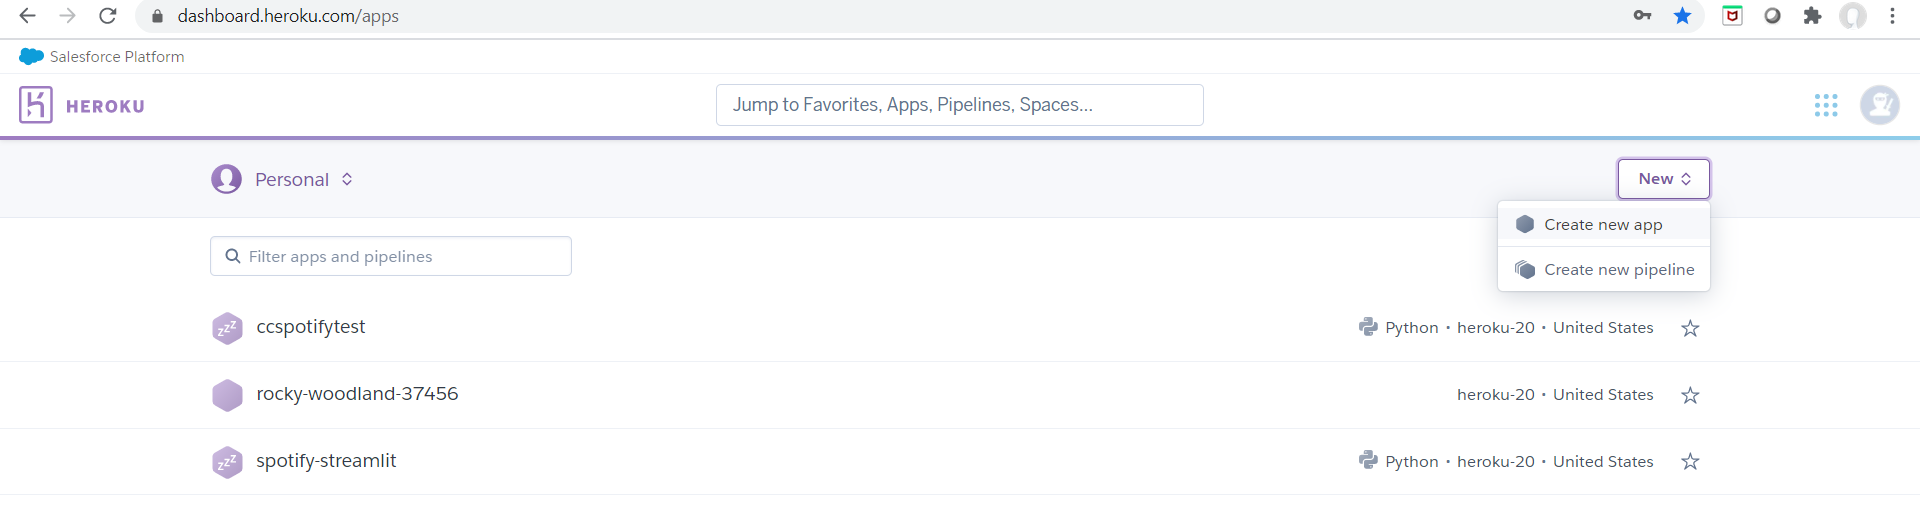 dashboard.heroku.com/apps
Salesforce Platform
HEROKU
Jump to Favorites, Apps, Pipelines, Spaces...
Personal
New
Create new app
Filter apps and pipelines
Create new pipeline
zzz ccspotifytest Python • heroku-20 • United States
rocky-woodland-37456 heroku-20 • United States
zzz spotify-streamlit Python • heroku-20 • United States